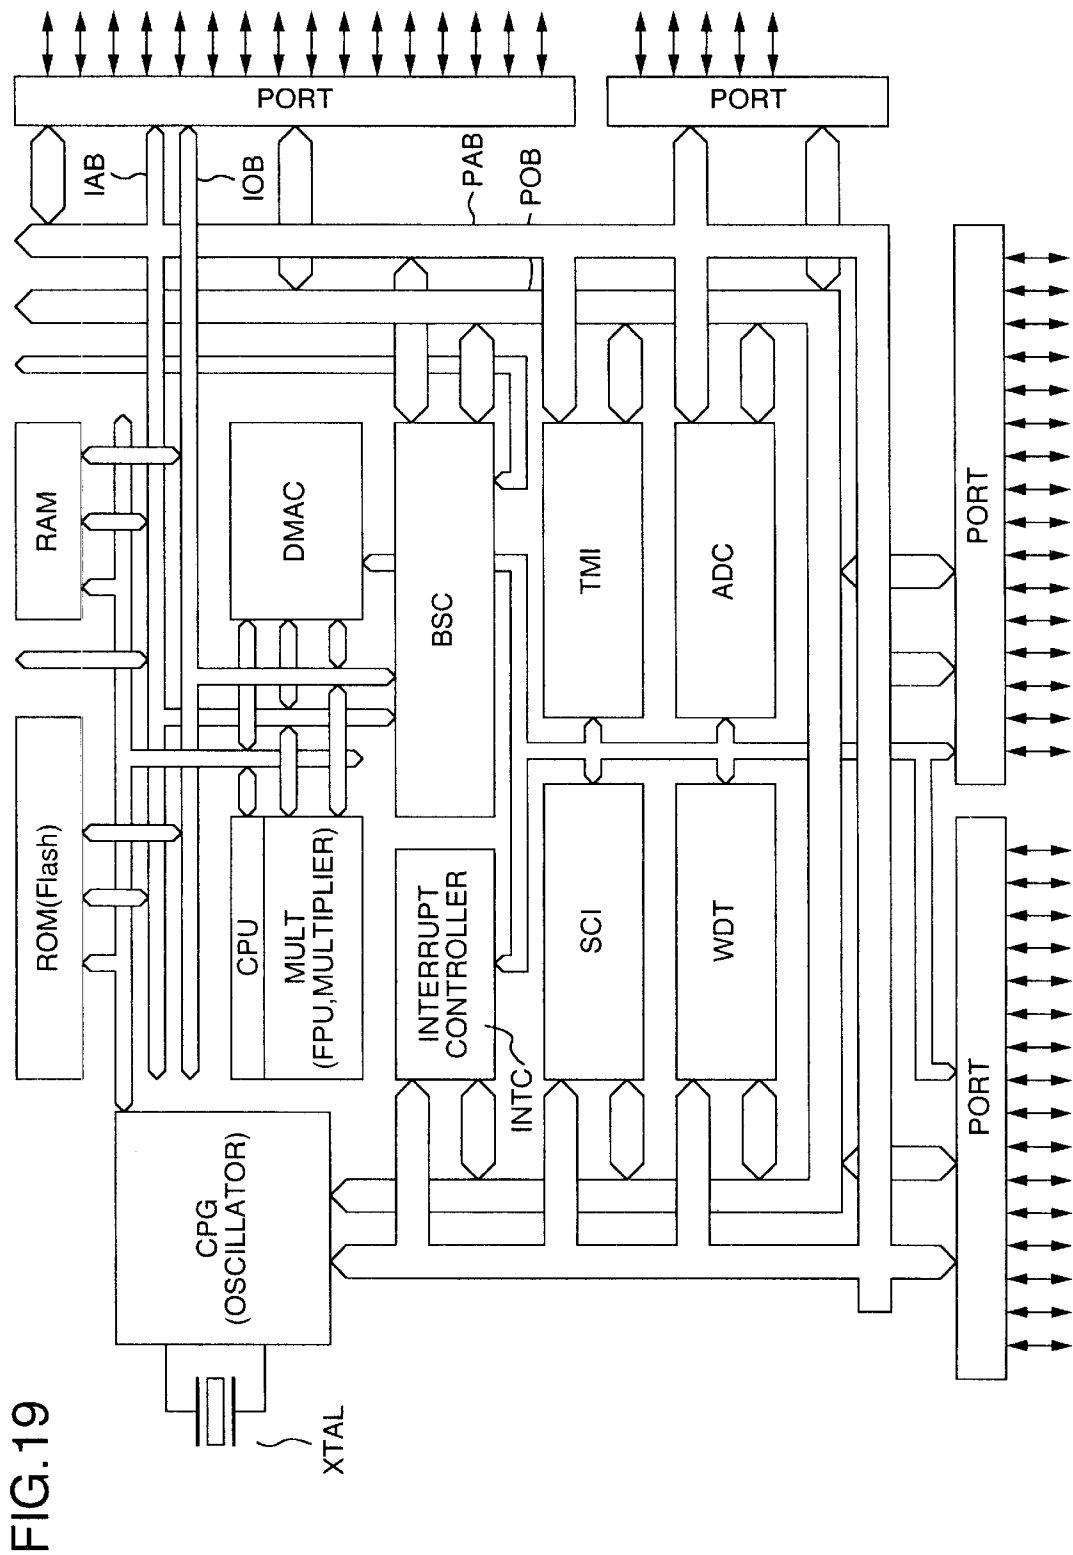 FIG.19
XTAL
CPG
(OSCILLATOR)
ROM(Flash)
RAM
IAB
IOB
PORT
PAB
POB
PORT
CPU
MULT
(FPU,MULTIPLIER)
DMAC
INTERRUPT
CONTROLLER
INTC
BSC
SCI
TMI
WDT
ADC
PORT
PORT